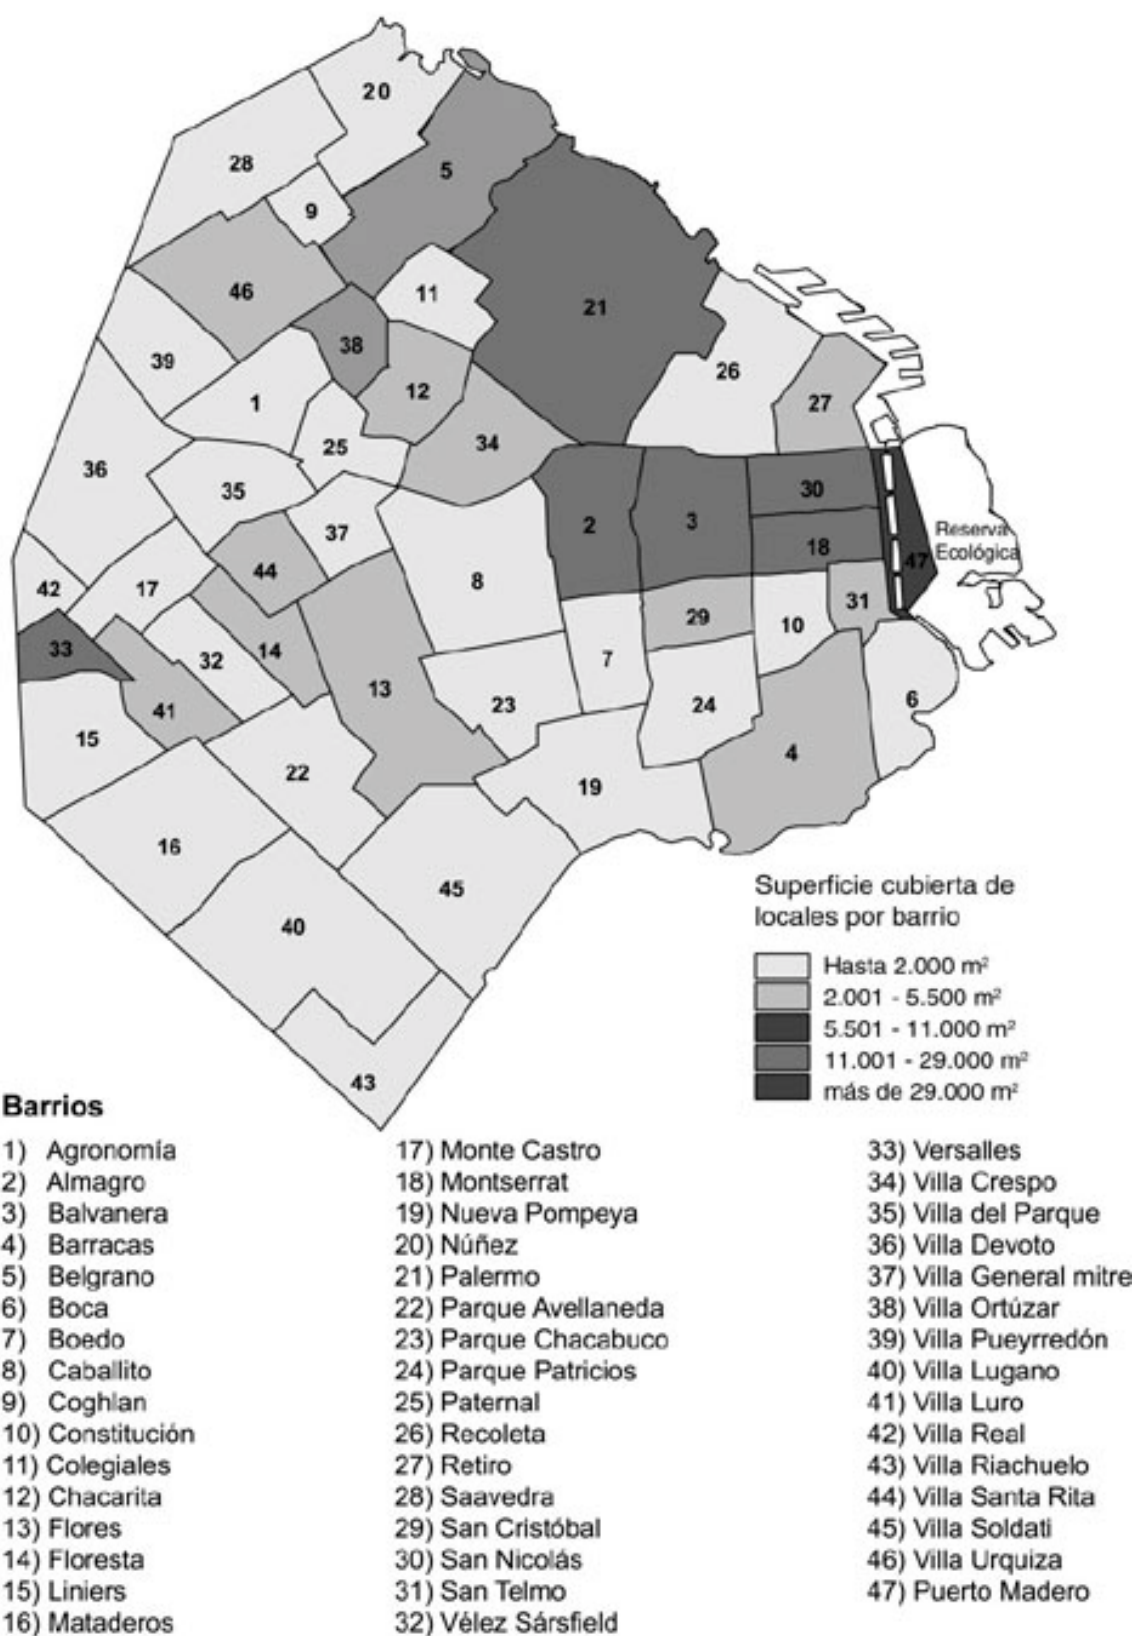 20
28
5
9
46
11
21
38
39
26
12
27
1
34
25
36
35
30
2
3
37
Reserva
Ecológica
18
47
44
8
42
17
31
29
10
33
14
32
7
13
6
41
23
24
15
4
22
19
16
45
40
43
Superficie cubierta de
locales por barrio
Hasta 2.000 m²
2.001 - 5.500 m²
5.501 - 11.000 m²
11.001 - 29.000 m²
más de 29.000 m²
Barrios
1) Agronomía
2) Almagro
3) Balvanera
4) Barracas
5) Belgrano
6) Boca
7) Boedo
8) Caballito
9) Coghlan
10) Constitución
11) Colegiales
12) Chacarita
13) Flores
14) Floresta
15) Liniers
16) Mataderos
17) Monte Castro
18) Montserrat
19) Nueva Pompeya
20) Núñez
21) Palermo
22) Parque Avellaneda
23) Parque Chacabuco
24) Parque Patricios
25) Paternal
26) Recoleta
27) Retiro
28) Saavedra
29) San Cristóbal
30) San Nicolás
31) San Telmo
32) Vélez Sársfield
33) Versalles
34) Villa Crespo
35) Villa del Parque
36) Villa Devoto
37) Villa General mitre
38) Villa Ortúzar
39) Villa Pueyrredón
40) Villa Lugano
41) Villa Luro
42) Villa Real
43) Villa Riachuelo
44) Villa Santa Rita
45) Villa Soldati
46) Villa Urquiza
47) Puerto Madero